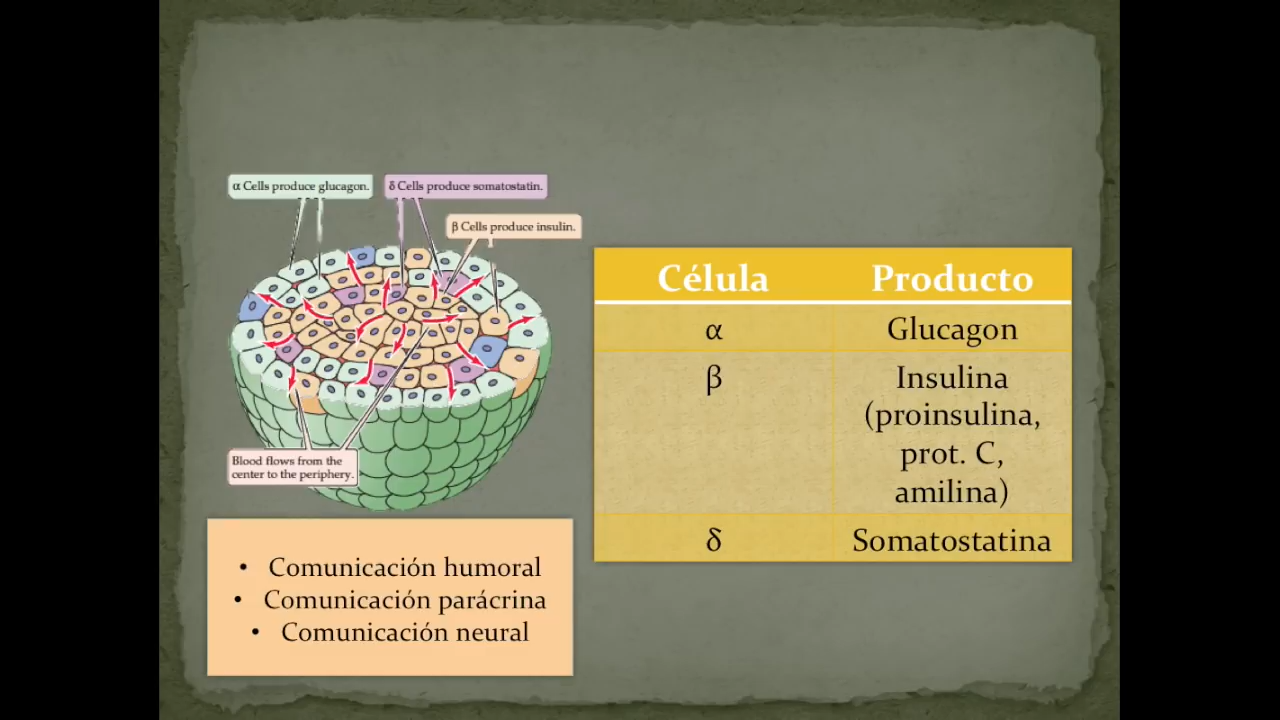 α Cells produce glucagon.
δ Cells produce somatostatin.
β Cells produce insulin.
Blood flows from the
center to the periphery.
• Comunicación humoral
• Comunicación parácrina
• Comunicación neural
Célula Producto
α Glucagon
β Insulina
(proinsulina,
prot. C,
amilina)
δ Somatostatina